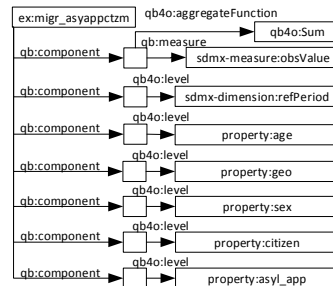 ex:migr_asyappctzm
qb4o:aggregateFunction
qb4o:Sum
qb:measure
qb:component
sdmx-measure:obsValue
qb4o:level
qb:component
sdmx-dimension:refPeriod
qb4o:level
qb:component
property:age
qb4o:level
qb:component
property:geo
qb4o:level
qb:component
property:sex
qb4o:level
qb:component
property:citizen
qb4o:level
qb:component
property:asyl_app